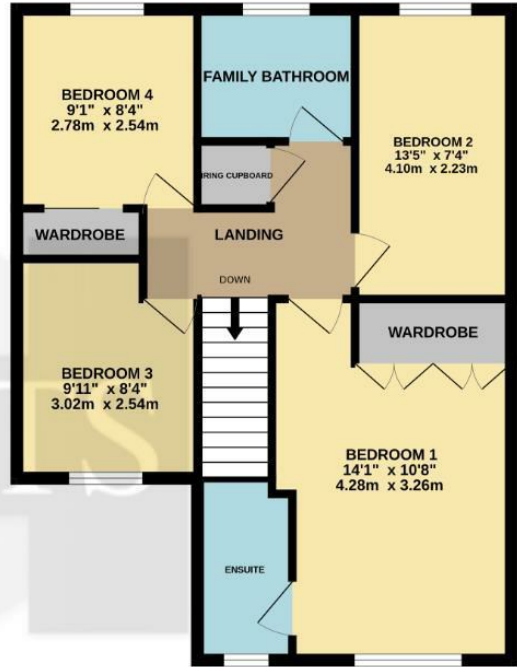 BEDROOM 4
9'1" x 8'4"
2.78m x 2.54m
FAMILY BATHROOM
BEDROOM 2
13'5" x 7'4"
4.10m x 2.23m
IRING CUPBOARD
WARDROBE
LANDING
DOWN
WARDROBE
BEDROOM 3
9'11" x 8'4"
3.02m x 2.54m
BEDROOM 1
14'1" x 10'8"
4.28m x 3.26m
ENSUITE